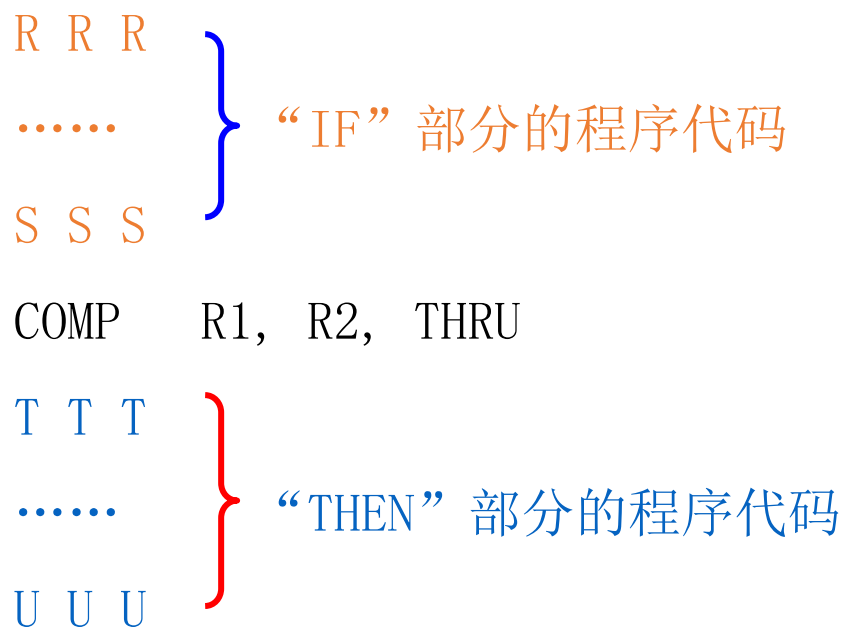 R R R
…… “IF”部分的程序代码
S S S
COMP R1, R2, THRU
T T T
…… “THEN”部分的程序代码
U U U